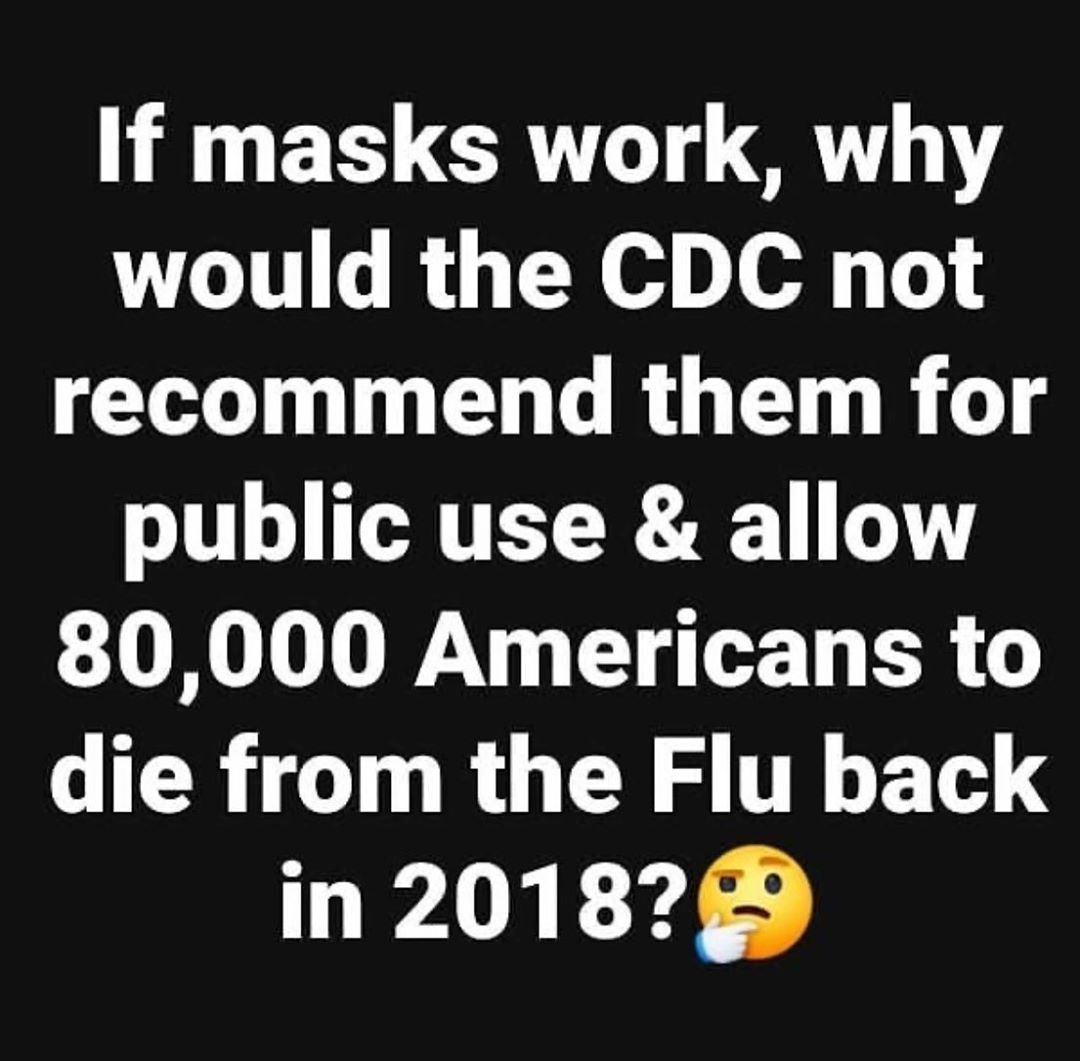 If masks work, why
would the CDC not
recommend them for
public use & allow
80,000 Americans to
die from the Flu back
in 2018?🤔